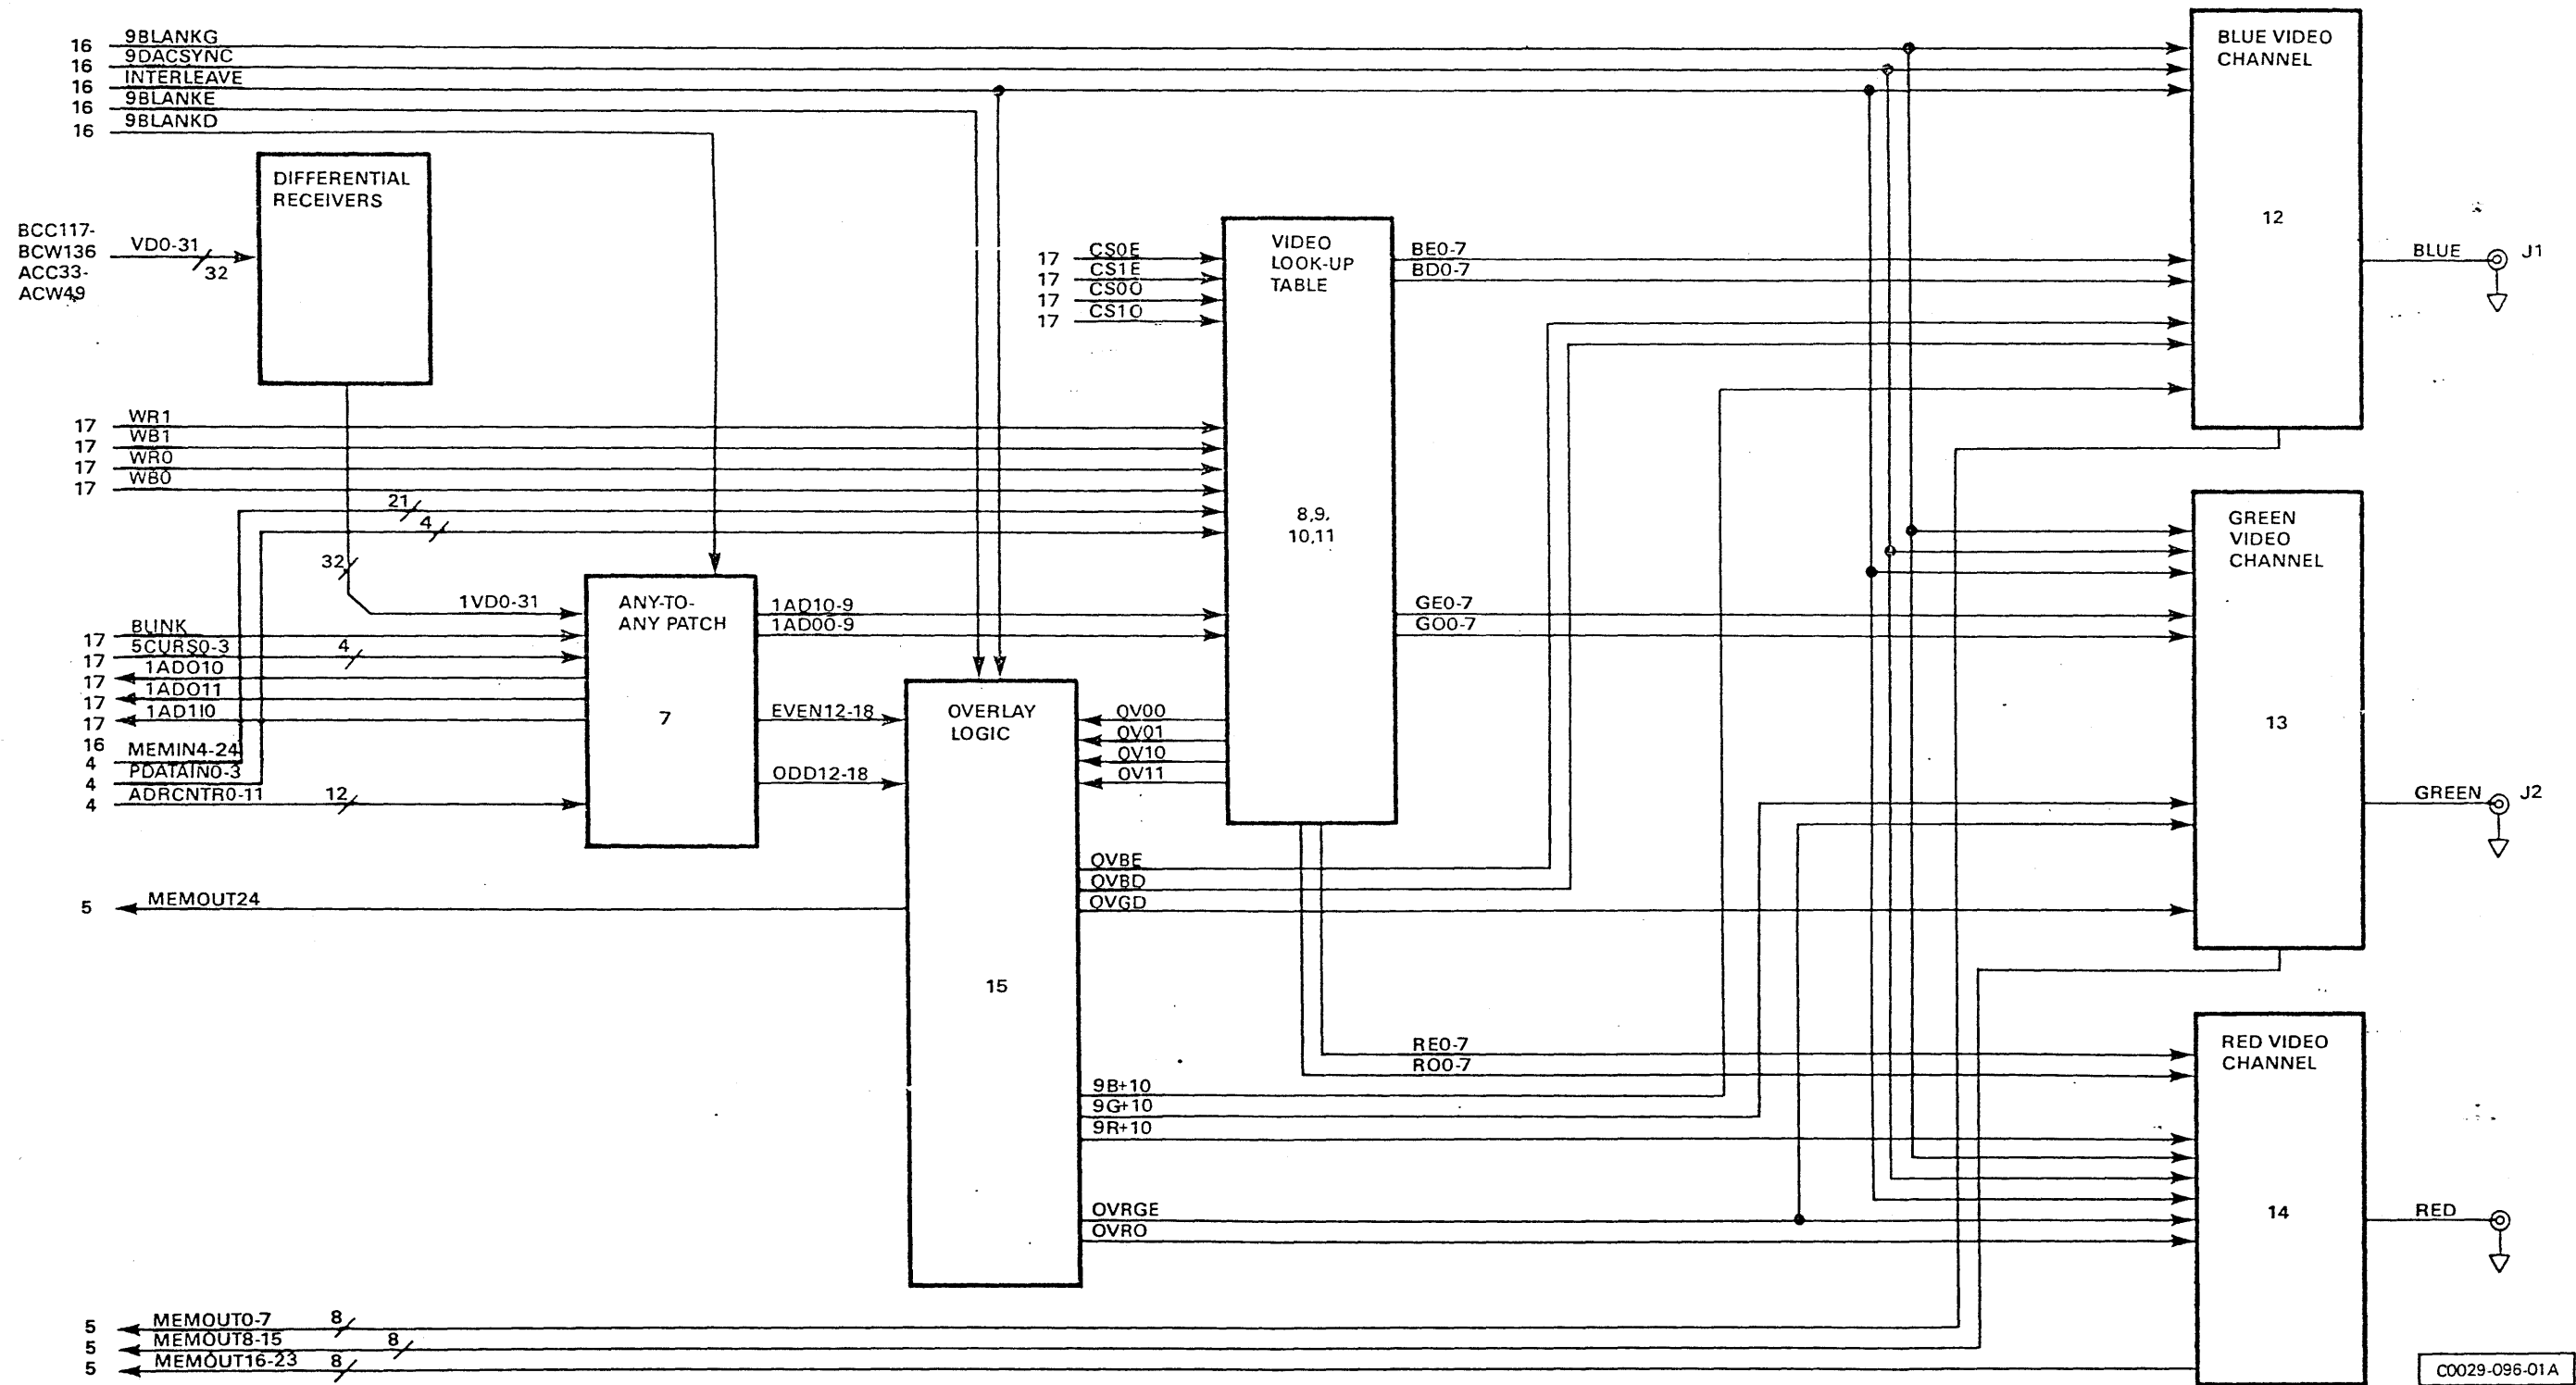 16 9BLANKG
16 9DACSYNC
16 INTERLEAVE
16 9BLANKE
16 9BLANKD
DIFFERENTIAL
RECEIVERS
BCC117-
BCW136
ACC33-
ACW49
VD0-31
32
17 WR1
17 WB1
17 WR0
17 WB0
21
4
32
1VD0-31
17 BLINK
17 5CURS0-3 4
17 1ADO10
17 1ADO11
17 1AD1I0
16
4 MEMIN4-24
4 PDATAIN0-3
4 ADRCNTR0-11 12
ANY-TO-
ANY PATCH
7
1AD10-9
1AD00-9
EVEN12-18
ODD12-18
5 MEMOUT24
OVERLAY
LOGIC
15
17 CS0E
17 CS1E
17 CS0O
17 CS1O
VIDEO
LOOK-UP
TABLE
8,9,
10,11
OV00
OV01
OV10
OV11
BE0-7
BD0-7
GE0-7
GO0-7
RE0-7
RO0-7
OVBE
OVBD
OVGD
9B+10
9G+10
9R+10
OVRGE
OVRO
BLUE VIDEO
CHANNEL
12
BLUE
J1
GREEN
VIDEO
CHANNEL
13
GREEN
J2
RED VIDEO
CHANNEL
14
RED
5 MEMOUT0-7 8
5 MEMOUT8-15 8
5 MEMOUT16-23 8
C0029-096-01A